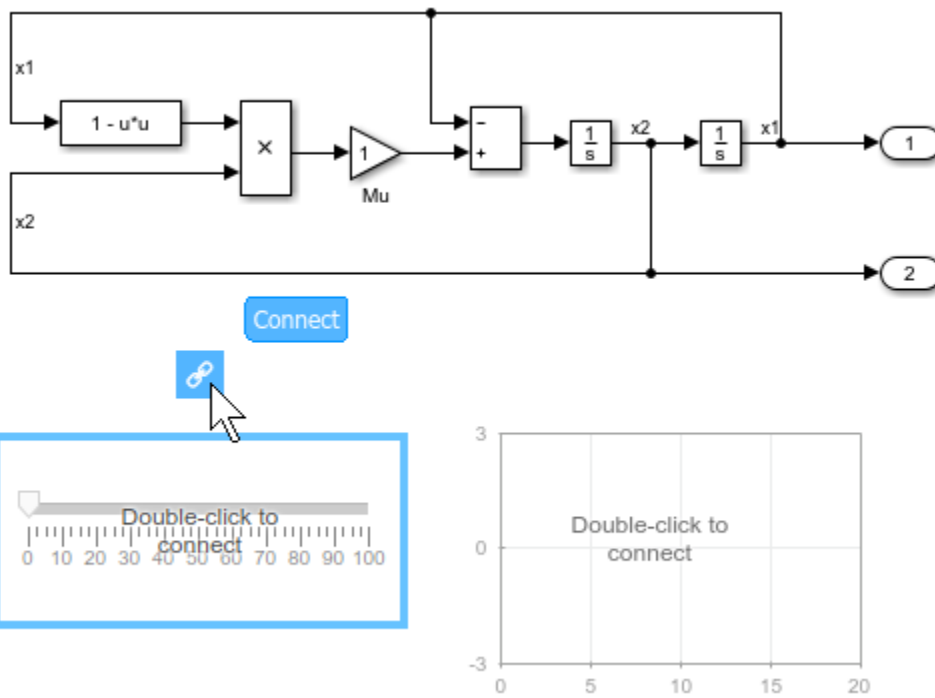 x1
1 - u*u
×
1
Mu
−
+
1
s
x2
1
s
x1
1
x2
2
Connect
Double-click to
connect
0 10 20 30 40 50 60 70 80 90 100
3
0
-3
Double-click to
connect
0 5 10 15 20